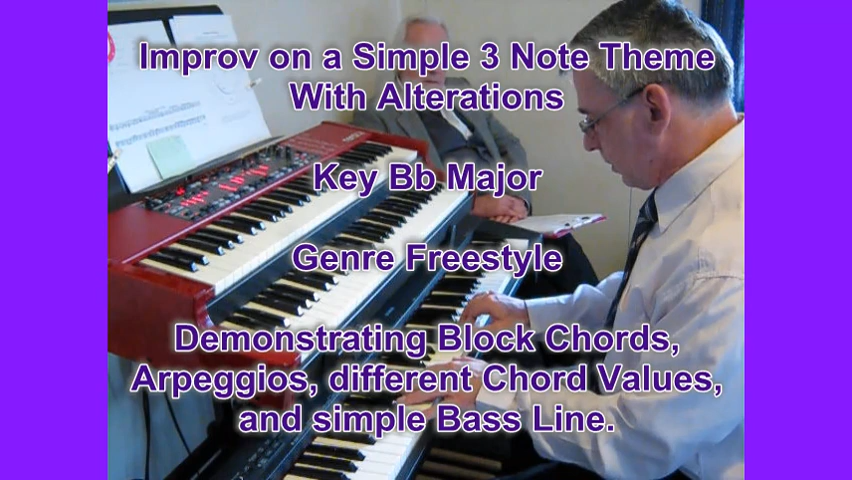 Improv on a Simple 3 Note Theme
With Alterations
Key Bb Major
Genre Freestyle
Demonstrating Block Chords,
Arpeggios, different Chord Values,
and simple Bass Line.